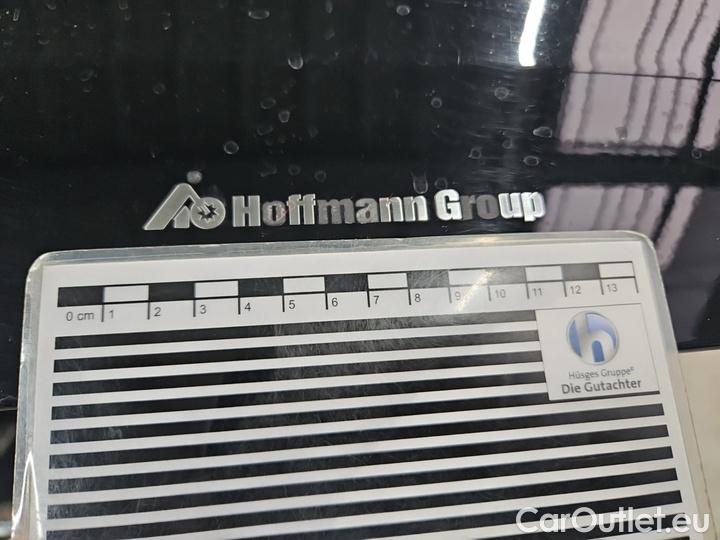 Hoffmann Group
0 cm 1 2 3 4 5 6 7 8 9 10 11 12 13
h
Hüsges Gruppe®
Die Gutachter
CarOutlet.eu